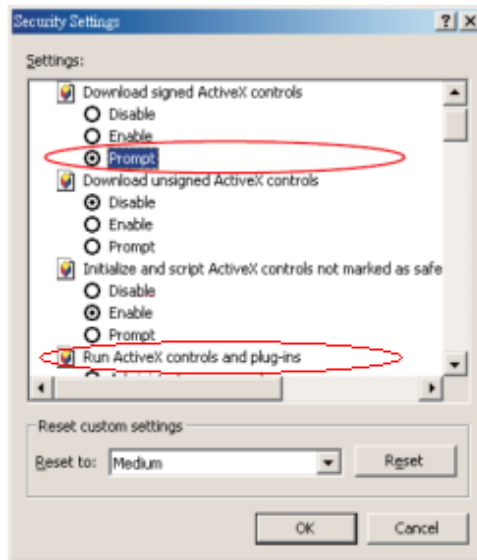 Security Settings
Settings:
Download signed ActiveX controls
Disable
Enable
Prompt
Download unsigned ActiveX controls
Disable
Enable
Prompt
Initialize and script ActiveX controls not marked as safe
Disable
Enable
Prompt
Run ActiveX controls and plug-ins
Reset custom settings
Reset to: Medium Reset
OK Cancel